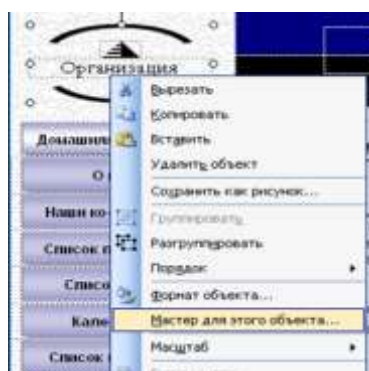 Организация
Вырезать
Копировать
Вставить
Удалить объект
Сохранить как рисунок...
Группировать
Разгруппировать
Порядок
Формат объекта...
Мастер для этого объекта...
Масштаб
Домашн
О
Наши ко
Список п
Списо
Кале
Список